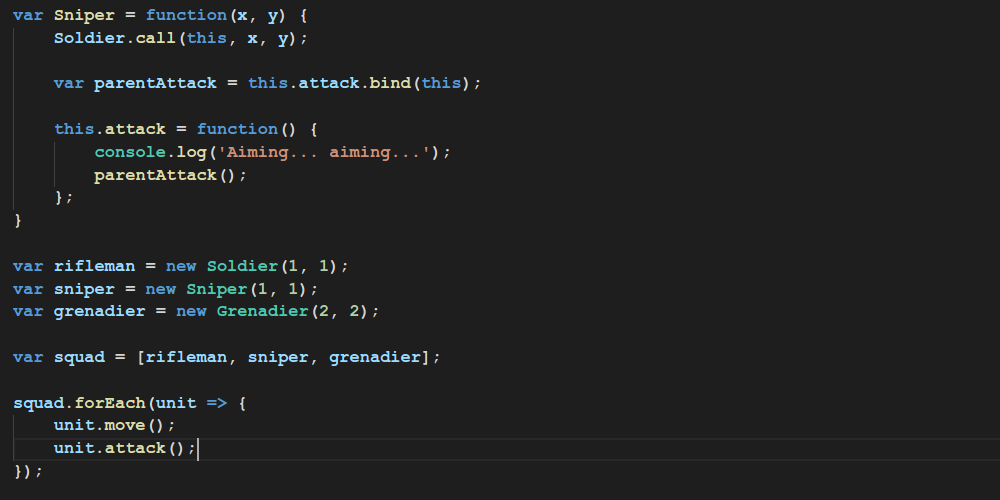 var Sniper = function(x, y) {
    Soldier.call(this, x, y);

    var parentAttack = this.attack.bind(this);

    this.attack = function() {
        console.log('Aiming... aiming...');
        parentAttack();
    };
}

var rifleman = new Soldier(1, 1);
var sniper = new Sniper(1, 1);
var grenadier = new Grenadier(2, 2);

var squad = [rifleman, sniper, grenadier];

squad.forEach(unit => {
    unit.move();
    unit.attack();
});